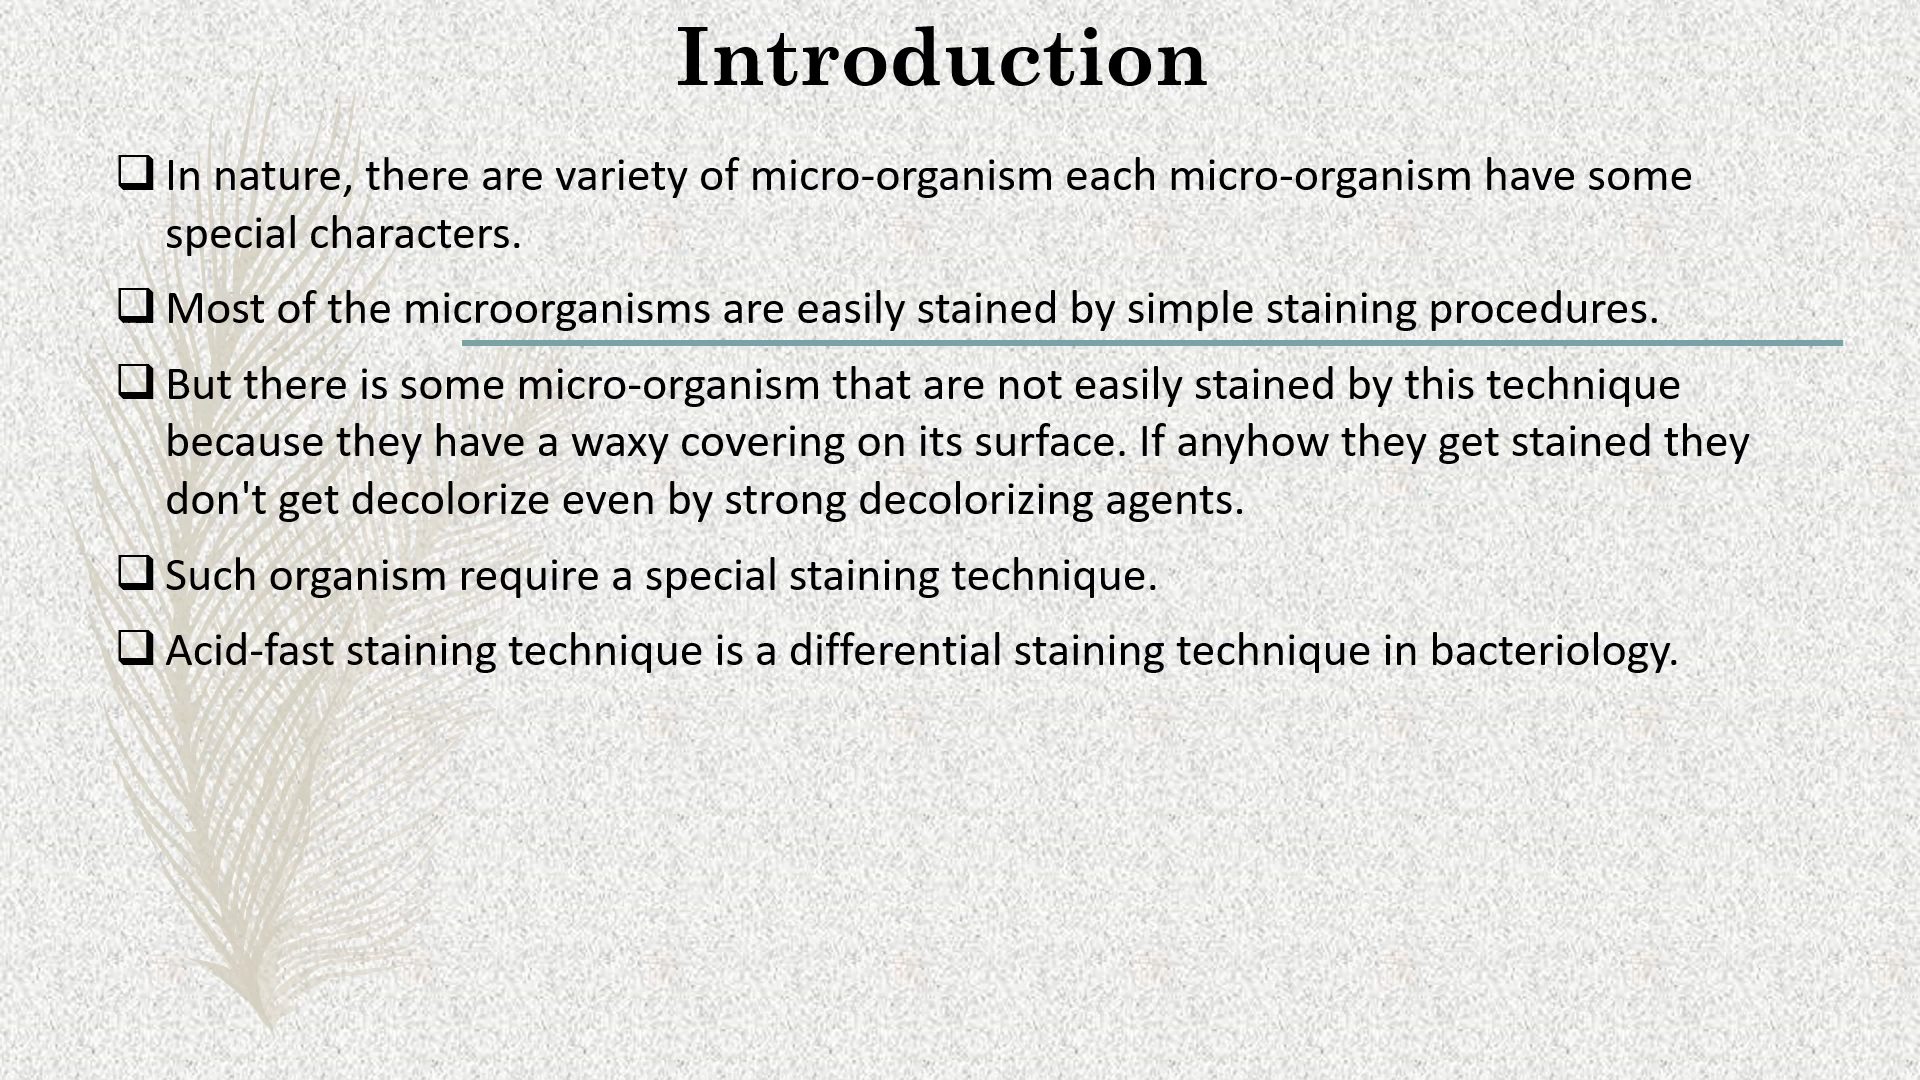 Introduction
❑ In nature, there are variety of micro-organism each micro-organism have some
special characters.
❑ Most of the microorganisms are easily stained by simple staining procedures.
❑ But there is some micro-organism that are not easily stained by this technique
because they have a waxy covering on its surface. If anyhow they get stained they
don't get decolorize even by strong decolorizing agents.
❑ Such organism require a special staining technique.
❑ Acid-fast staining technique is a differential staining technique in bacteriology.